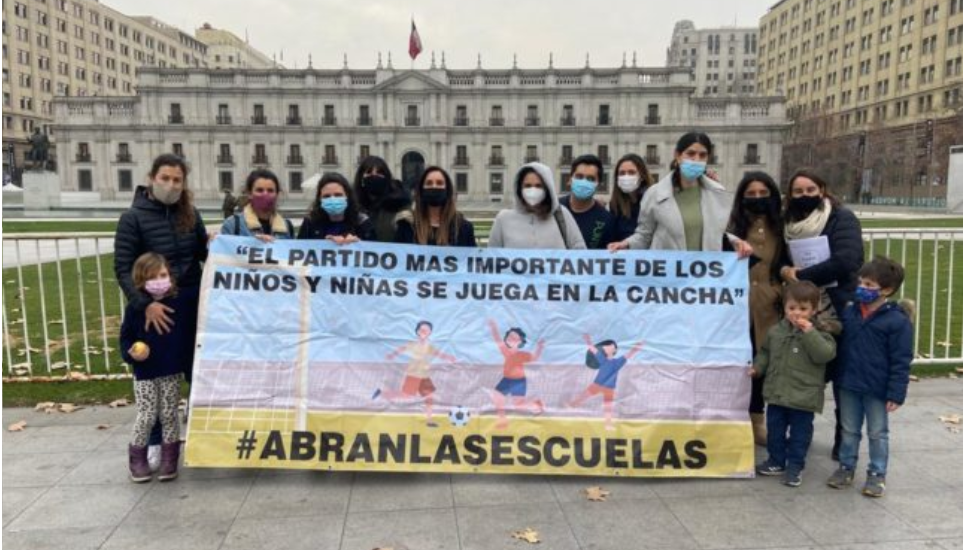 "EL PARTIDO MAS IMPORTANTE DE LOS
NIÑOS Y NIÑAS SE JUEGA EN LA CANCHA"
#ABRANLASESCUELAS